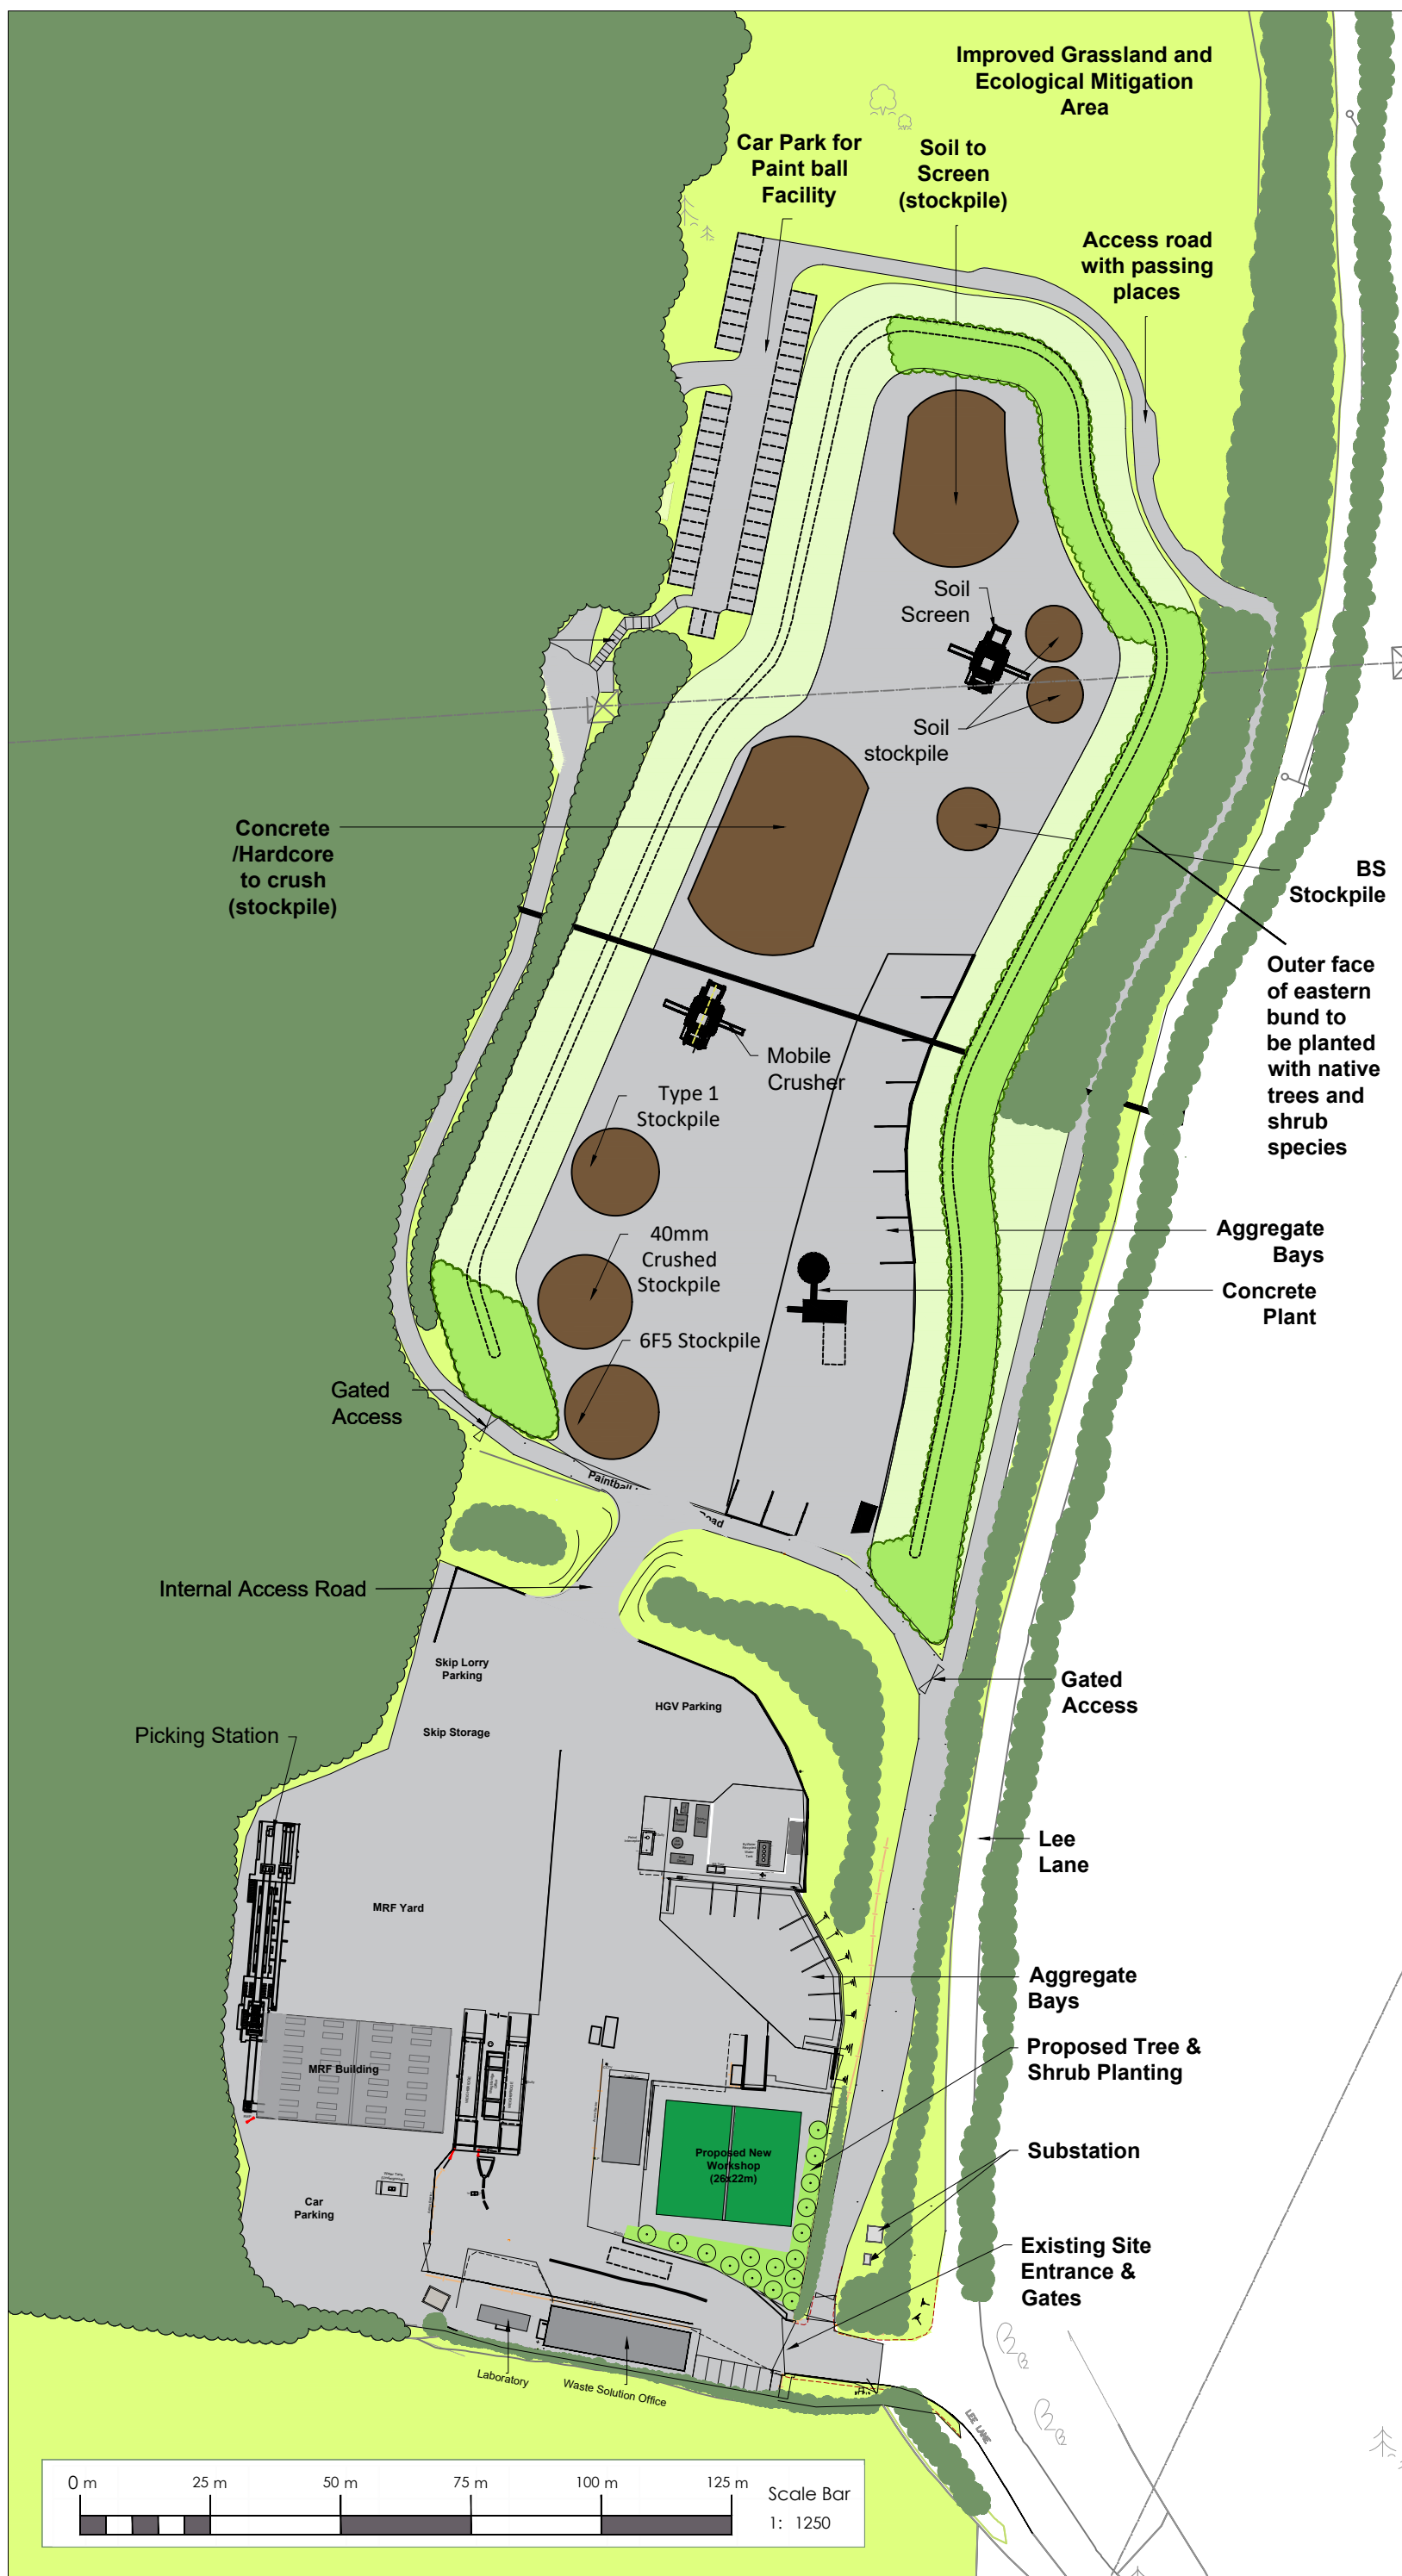 Improved Grassland and
Ecological Mitigation
Area
Car Park for
Paint ball
Facility
Soil to
Screen
(stockpile)
Access road
with passing
places
Soil
Screen
Soil
stockpile
Concrete
/Hardcore
to crush
(stockpile)
BS
Stockpile
Outer face
of eastern
bund to
be planted
with native
trees and
shrub
species
Mobile
Crusher
Type 1
Stockpile
40mm
Crushed
Stockpile
Aggregate
Bays
Concrete
Plant
6F5 Stockpile
Gated
Access
Internal Access Road
Skip Lorry
Parking
HGV Parking
Gated
Access
Skip Storage
Picking Station
Lee
Lane
MRF Yard
Aggregate
Bays
Proposed Tree &
Shrub Planting
MRF Building
Proposed New
Workshop
(26x22m)
Substation
Car
Parking
Existing Site
Entrance &
Gates
Laboratory
Waste Solution Office
LEE LANE
0 m 25 m 50 m 75 m 100 m 125 m
Scale Bar
1: 1250